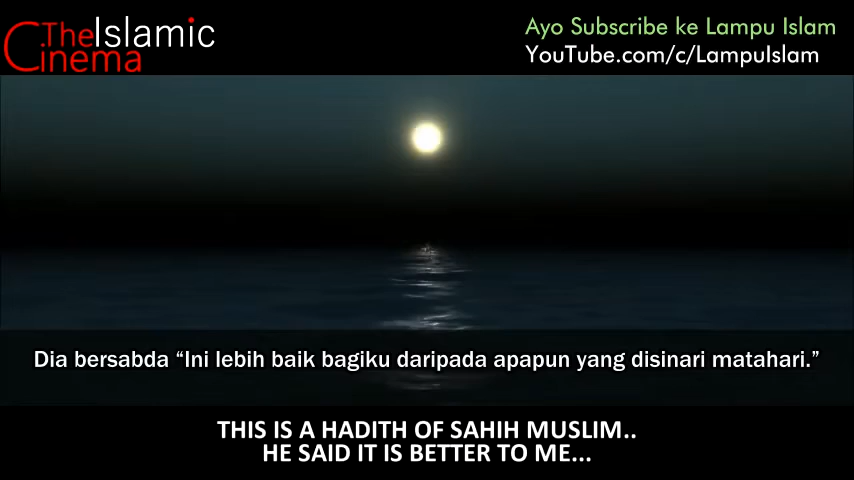 The Islamic
Cinema
Ayo Subscribe ke Lampu Islam
YouTube.com/c/LampuIslam
Dia bersabda “Ini lebih baik bagiku daripada apapun yang disinari matahari.”
THIS IS A HADITH OF SAHIH MUSLIM..
HE SAID IT IS BETTER TO ME...